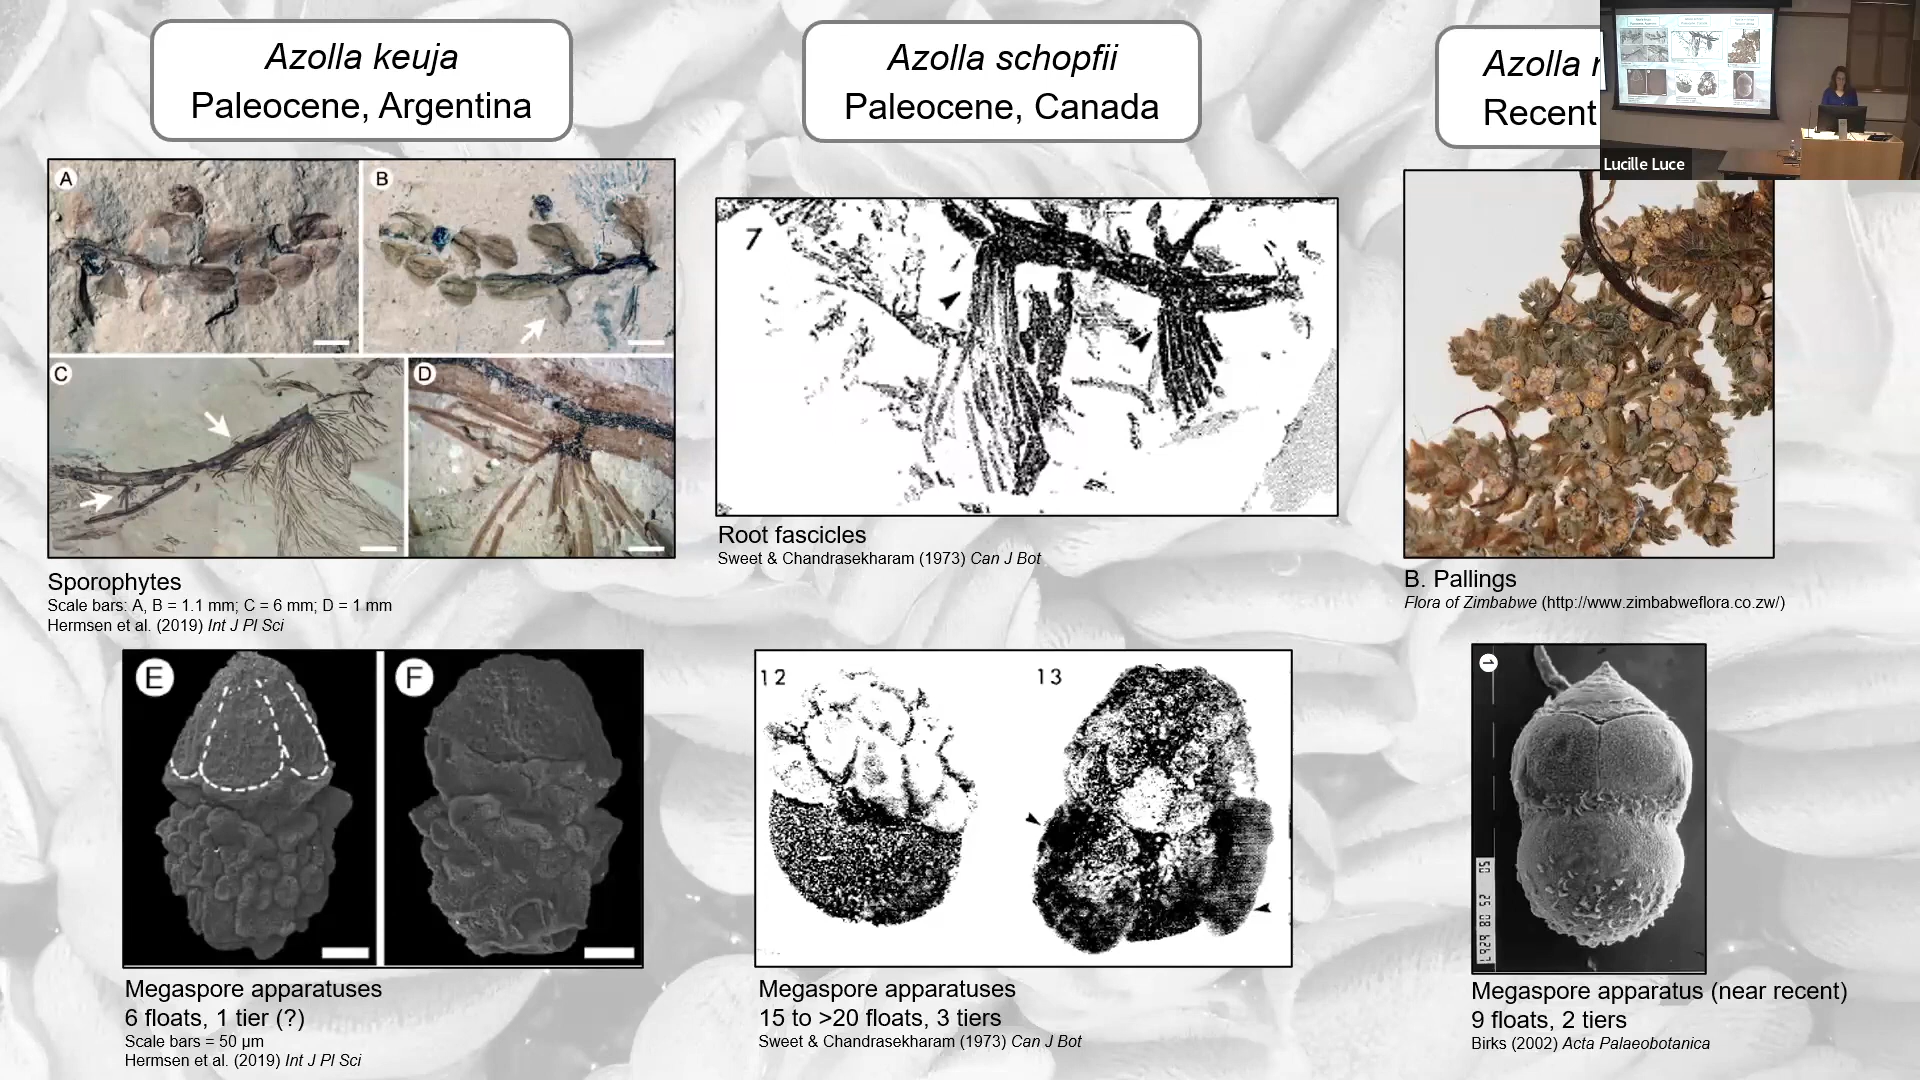 Azolla keuja
Paleocene, Argentina
A
B
C
D
Sporophytes
Scale bars: A, B = 1.1 mm; C = 6 mm; D = 1 mm
Hermsen et al. (2019) Int J Pl Sci
E
F
Megaspore apparatuses
6 floats, 1 tier (?)
Scale bars = 50 µm
Hermsen et al. (2019) Int J Pl Sci
Azolla schopfii
Paleocene, Canada
7
Root fascicles
Sweet & Chandrasekharam (1973) Can J Bot
12
13
Megaspore apparatuses
15 to >20 floats, 3 tiers
Sweet & Chandrasekharam (1973) Can J Bot
Azolla
Recent
Lucille Luce
B. Pallings
Flora of Zimbabwe (http://www.zimbabweflora.co.zw/)
1
Megaspore apparatus (near recent)
9 floats, 2 tiers
Birks (2002) Acta Palaeobotanica